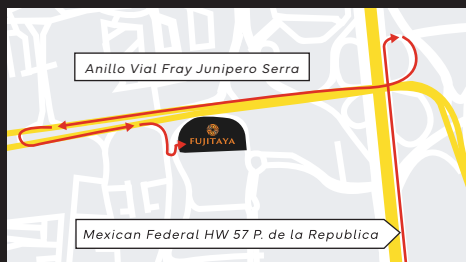 Anillo Vial Fray Junipero Serra
FUJITAYA
Mexican Federal HW 57 P. de la Republica